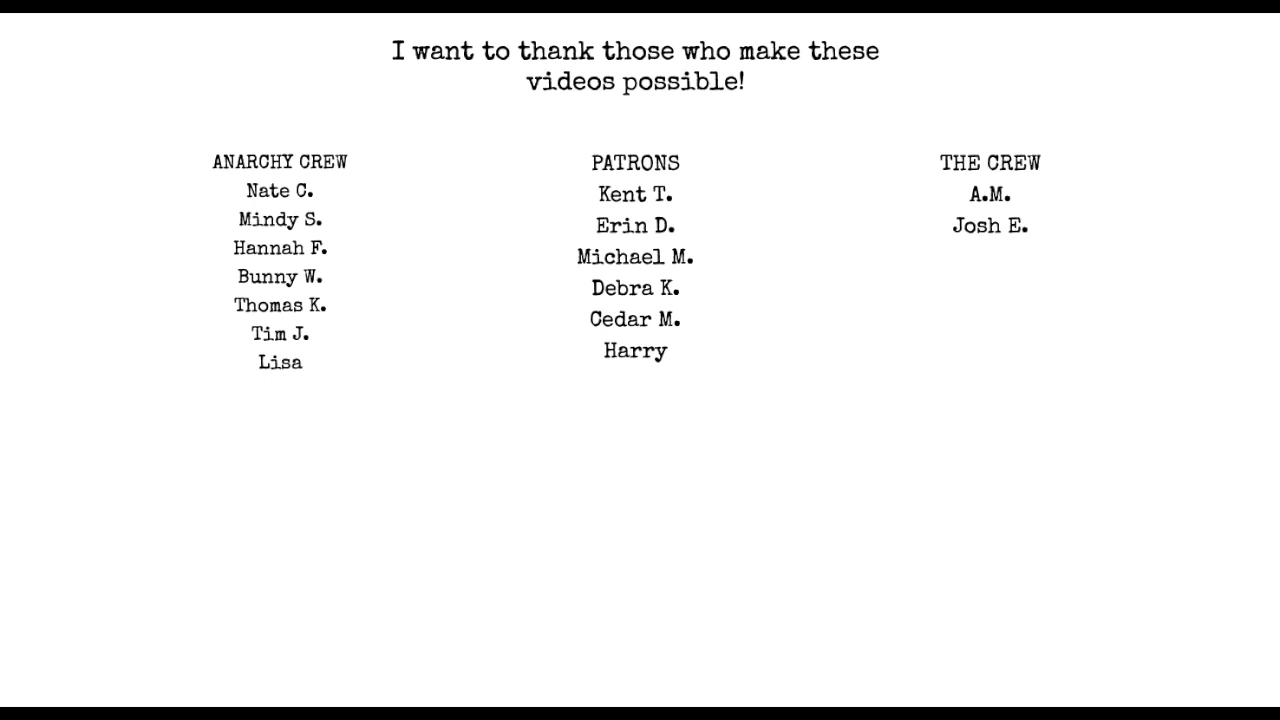 I want to thank those who make these
videos possible!
ANARCHY CREW
Nate C.
Mindy S.
Hannah F.
Bunny W.
Thomas K.
Tim J.
Lisa
PATRONS
Kent T.
Erin D.
Michael M.
Debra K.
Cedar M.
Harry
THE CREW
A.M.
Josh E.